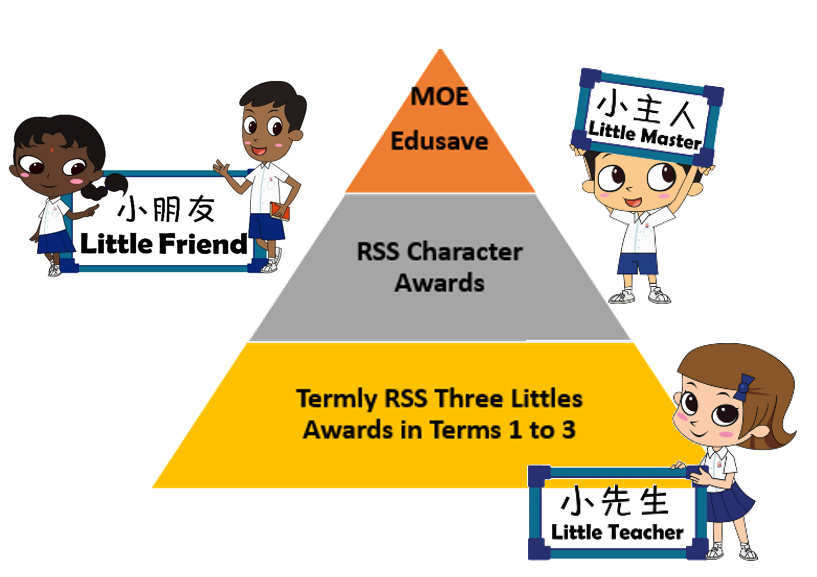 MOE
Edusave
小主人
Little Master
小朋友
Little Friend
RSS Character
Awards
Termly RSS Three Littles
Awards in Terms 1 to 3
小先生
Little Teacher